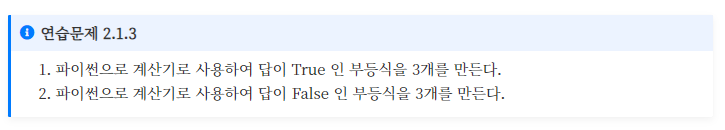 연습문제 2.1.3
1. 파이썬으로 계산기로 사용하여 답이 True 인 부등식을 3개를 만든다.
2. 파이썬으로 계산기로 사용하여 답이 False 인 부등식을 3개를 만든다.